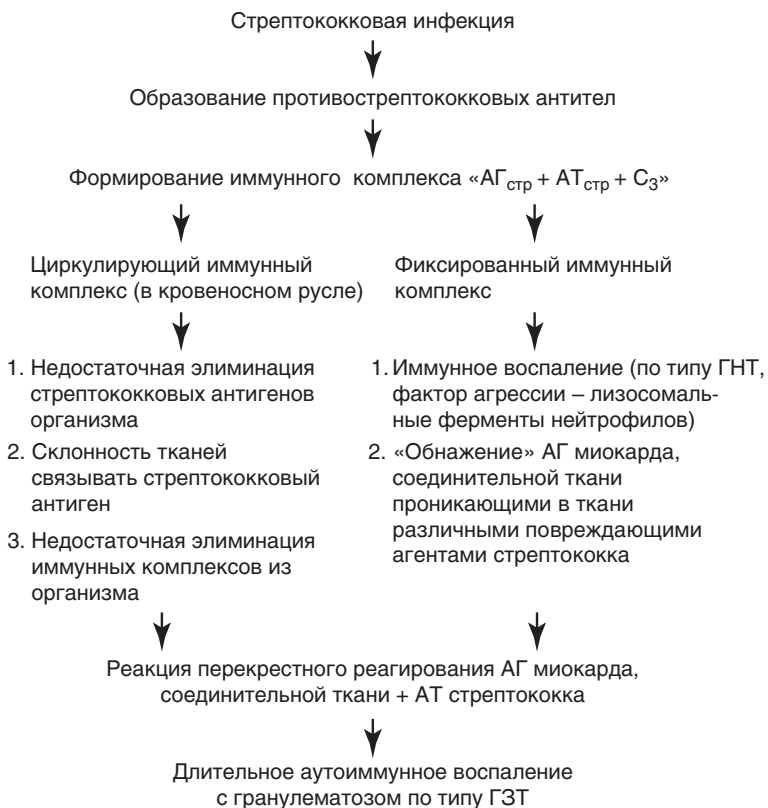 Стрептококковая инфекция
Образование противострептококковых антител
Формирование иммунного комплекса «АГстр + АТстр + С3»
Циркулирующий иммунный
комплекс (в кровеносном русле)
1. Недостаточная элиминация
стрептококковых антигенов
организма
2. Склонность тканей
связывать стрептококковый
антиген
3. Недостаточная элиминация
иммунных комплексов из
организма
Фиксированный иммунный
комплекс
1. Иммунное воспаление (по типу ГНТ,
фактор агрессии – лизосомаль-
ные ферменты нейтрофилов)
2. «Обнажение» АГ миокарда,
соединительной ткани
проникающими в ткани
различными повреждающими
агентами стрептококка
Реакция перекрестного реагирования АГ миокарда,
соединительной ткани + АТ стрептококка
Длительное аутоиммунное воспаление
с гранулематозом по типу ГЗТ